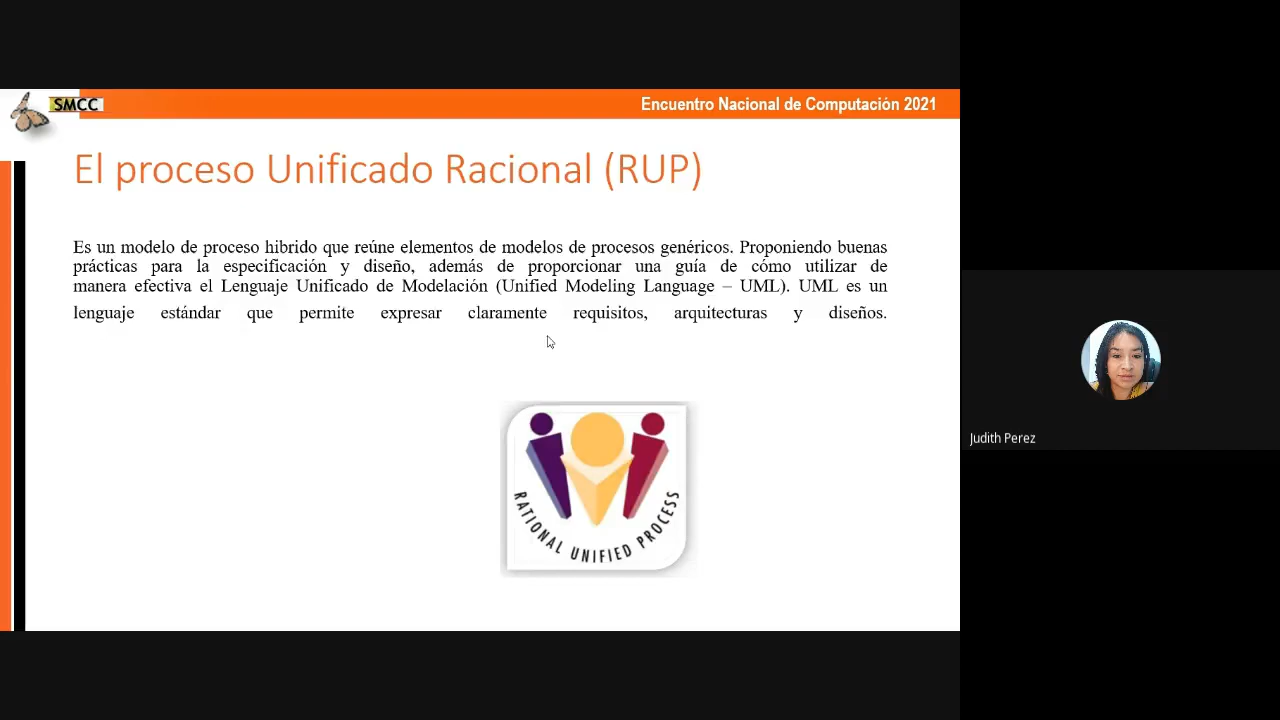 SMCC
Encuentro Nacional de Computación 2021
El proceso Unificado Racional (RUP)
Es un modelo de proceso hibrido que reúne elementos de modelos de procesos genéricos. Proponiendo buenas
prácticas para la especificación y diseño, además de proporcionar una guía de cómo utilizar de
manera efectiva el Lenguaje Unificado de Modelación (Unified Modeling Language – UML). UML es un
lenguaje estándar que permite expresar claramente requisitos, arquitecturas y diseños.
RATIONAL UNIFIED PROCESS
Judith Perez